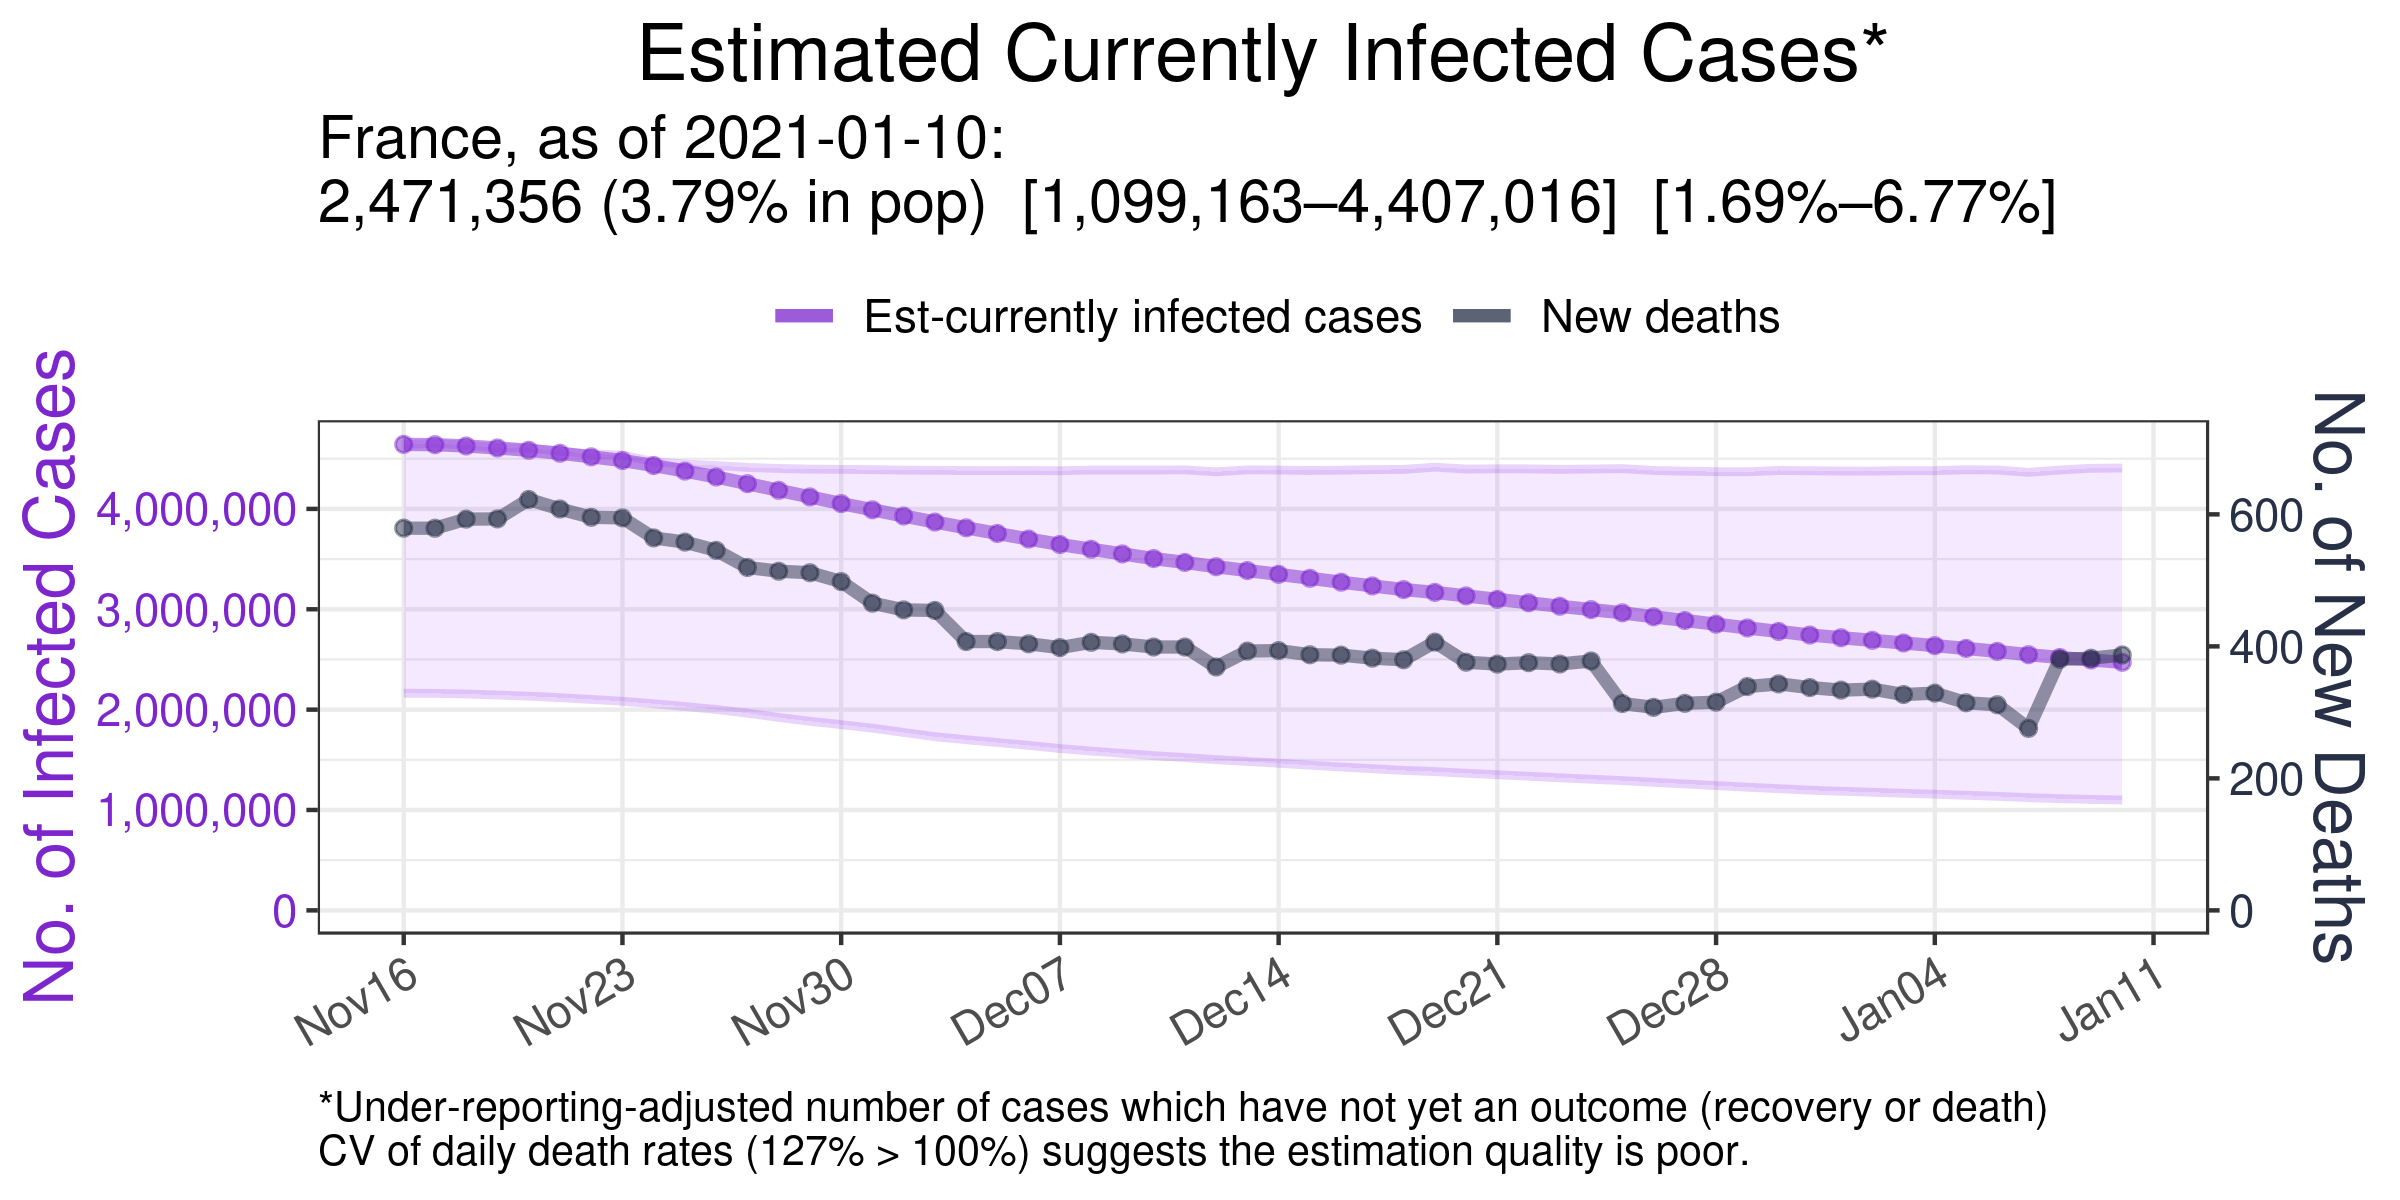 Estimated Currently Infected Cases*
France, as of 2021-01-10:
2,471,356 (3.79% in pop)  [1,099,163–4,407,016]  [1.69%–6.77%]
Est-currently infected cases
New deaths
No. of Infected Cases
4,000,000
3,000,000
2,000,000
1,000,000
0
600
400
200
0
No. of New Deaths
Nov16
Nov23
Nov30
Dec07
Dec14
Dec21
Dec28
Jan04
Jan11
*Under-reporting-adjusted number of cases which have not yet an outcome (recovery or death)
CV of daily death rates (127% > 100%) suggests the estimation quality is poor.